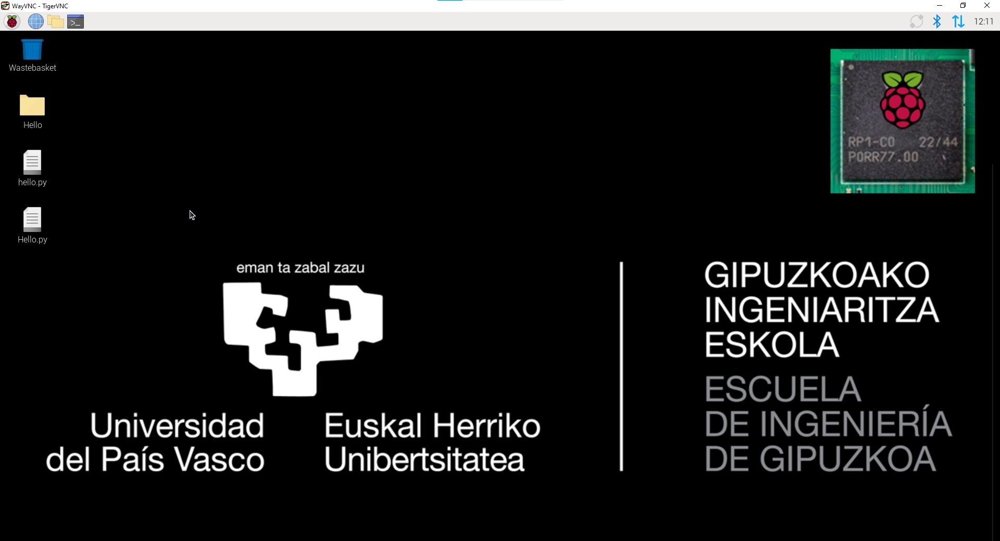 WayVNC - TigerVNC
12:11
Wastebasket
Hello
hello.py
Hello.py
RP1-C0 22/44
P0RR77.00
eman ta zabal zazu
Universidad
del País Vasco
Euskal Herriko
Unibertsitatea
GIPUZKOAKO
INGENIARITZA
ESKOLA
ESCUELA
DE INGENIERÍA
DE GIPUZKOA